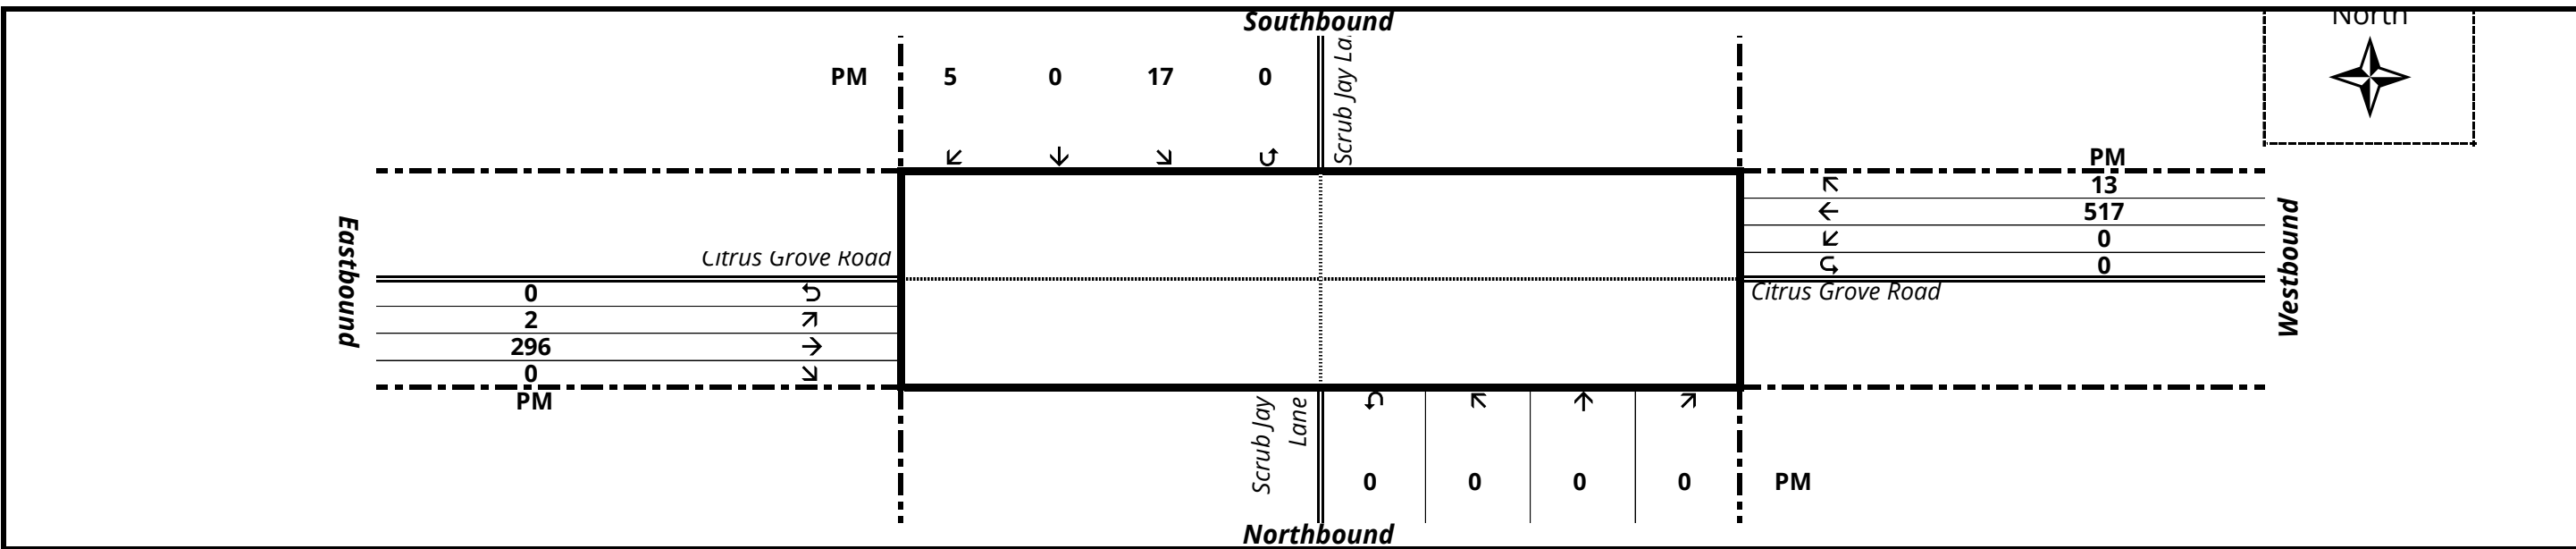 Southbound
North
PM 5 0 17 0
Scrub Jay
PM
13
517
0
0
Eastbound
Westbound
Citrus Grove Road
Citrus Grove Road
0
2
296
0
PM
Scrub Jay
Lane
0 0 0 0 PM
Northbound